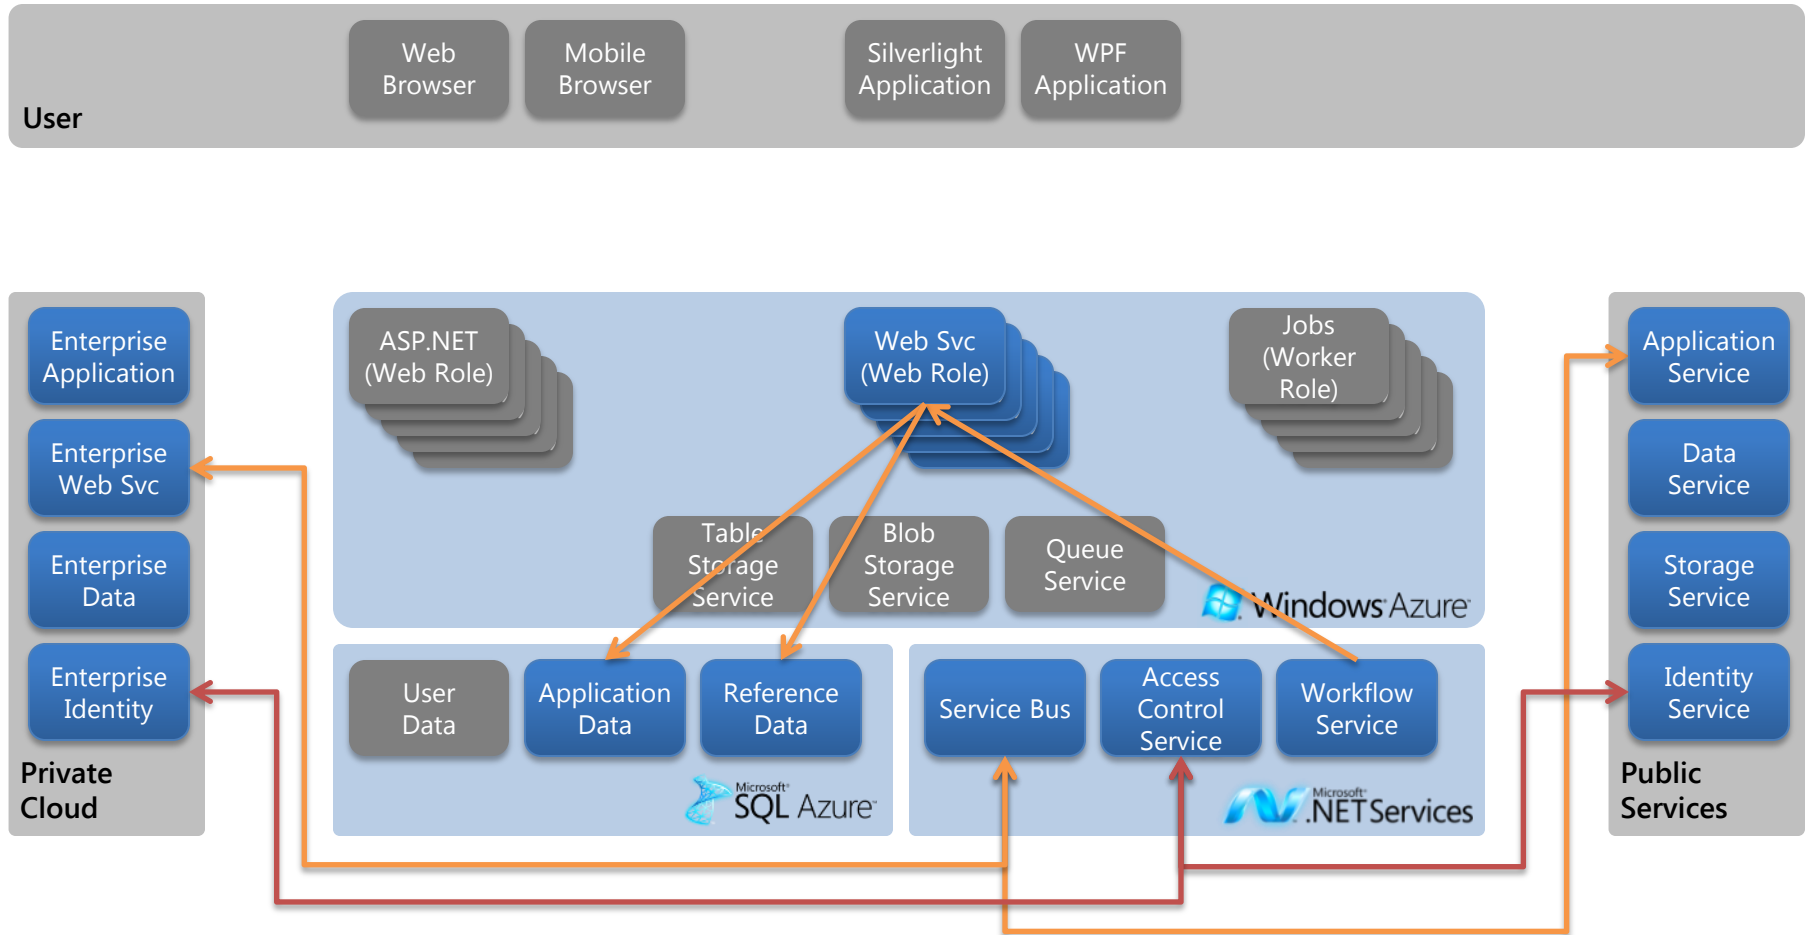 Web
Browser
Mobile
Browser
Silverlight
Application
WPF
Application
User
Enterprise
Application
Enterprise
Web Svc
Enterprise
Data
Enterprise
Identity
Private
Cloud
ASP.NET
(Web Role)
Web Svc
(Web Role)
Jobs
(Worker
Role)
Table
Storage
Service
Blob
Storage
Service
Queue
Service
Windows Azure™
User
Data
Application
Data
Reference
Data
Microsoft®
SQL Azure™
Service Bus
Access
Control
Service
Workflow
Service
Microsoft®
.NET Services
Application
Service
Data
Service
Storage
Service
Identity
Service
Public
Services